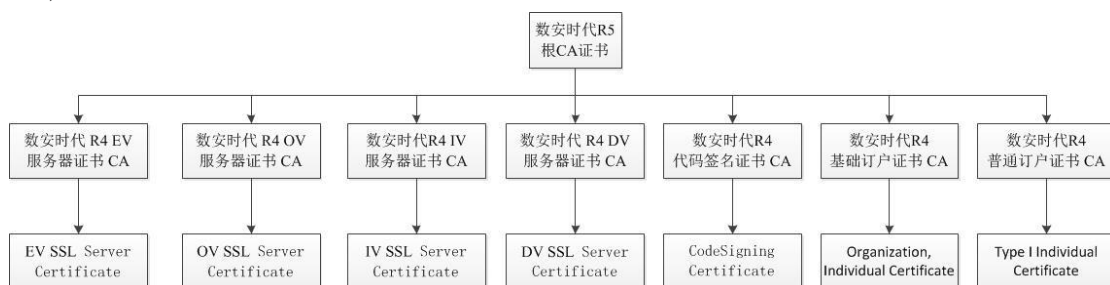 数安时代R5
根CA证书
数安时代 R4 EV
服务器证书 CA
数安时代 R4 OV
服务器证书 CA
数安时代R4 IV
服务器证书 CA
数安时代 R4 DV
服务器证书 CA
数安时代R4
代码签名证书 CA
数安时代R4
基础订户证书 CA
数安时代R4
普通订户证书 CA
EV SSL Server
Certificate
OV SSL Server
Certificate
IV SSL Server
Certificate
DV SSL Server
Certificate
CodeSigning
Certificate
Organization,
Individual Certificate
Type I Individual
Certificate